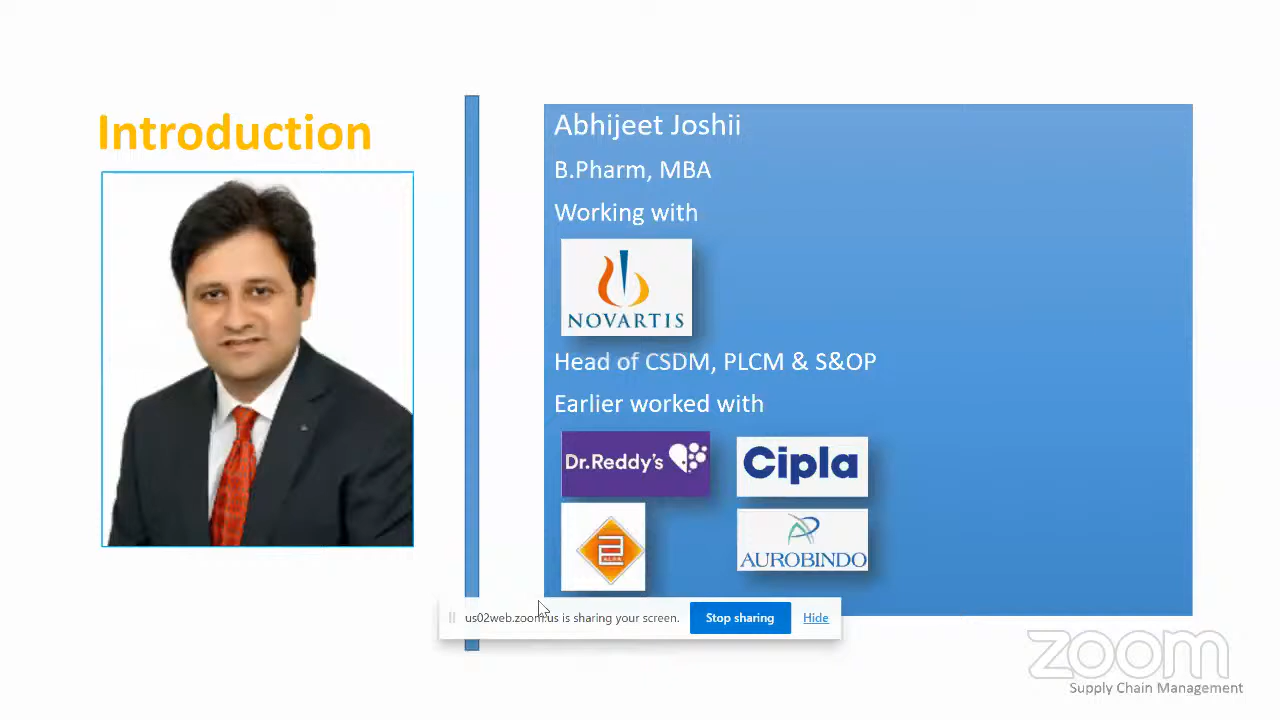 Introduction
Abhijeet Joshii
B.Pharm, MBA
Working with
NOVARTIS
Head of CSDM, PLCM & S&OP
Earlier worked with
Dr.Reddy's
Cipla
AUROBINDO
us02web.zoom.us is sharing your screen.
Stop sharing
Hide
zoom
Supply Chain Management